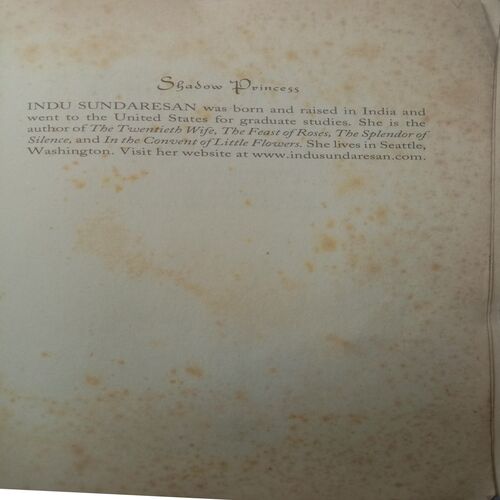 Shadow Princess
INDU SUNDARESAN was born and raised in India and
went to the United States for graduate studies. She is the
author of The Twentieth Wife, The Feast of Roses, The Splendor of
Silence, and In the Convent of Little Flowers. She lives in Seattle,
Washington. Visit her website at www.indusundaresan.com.